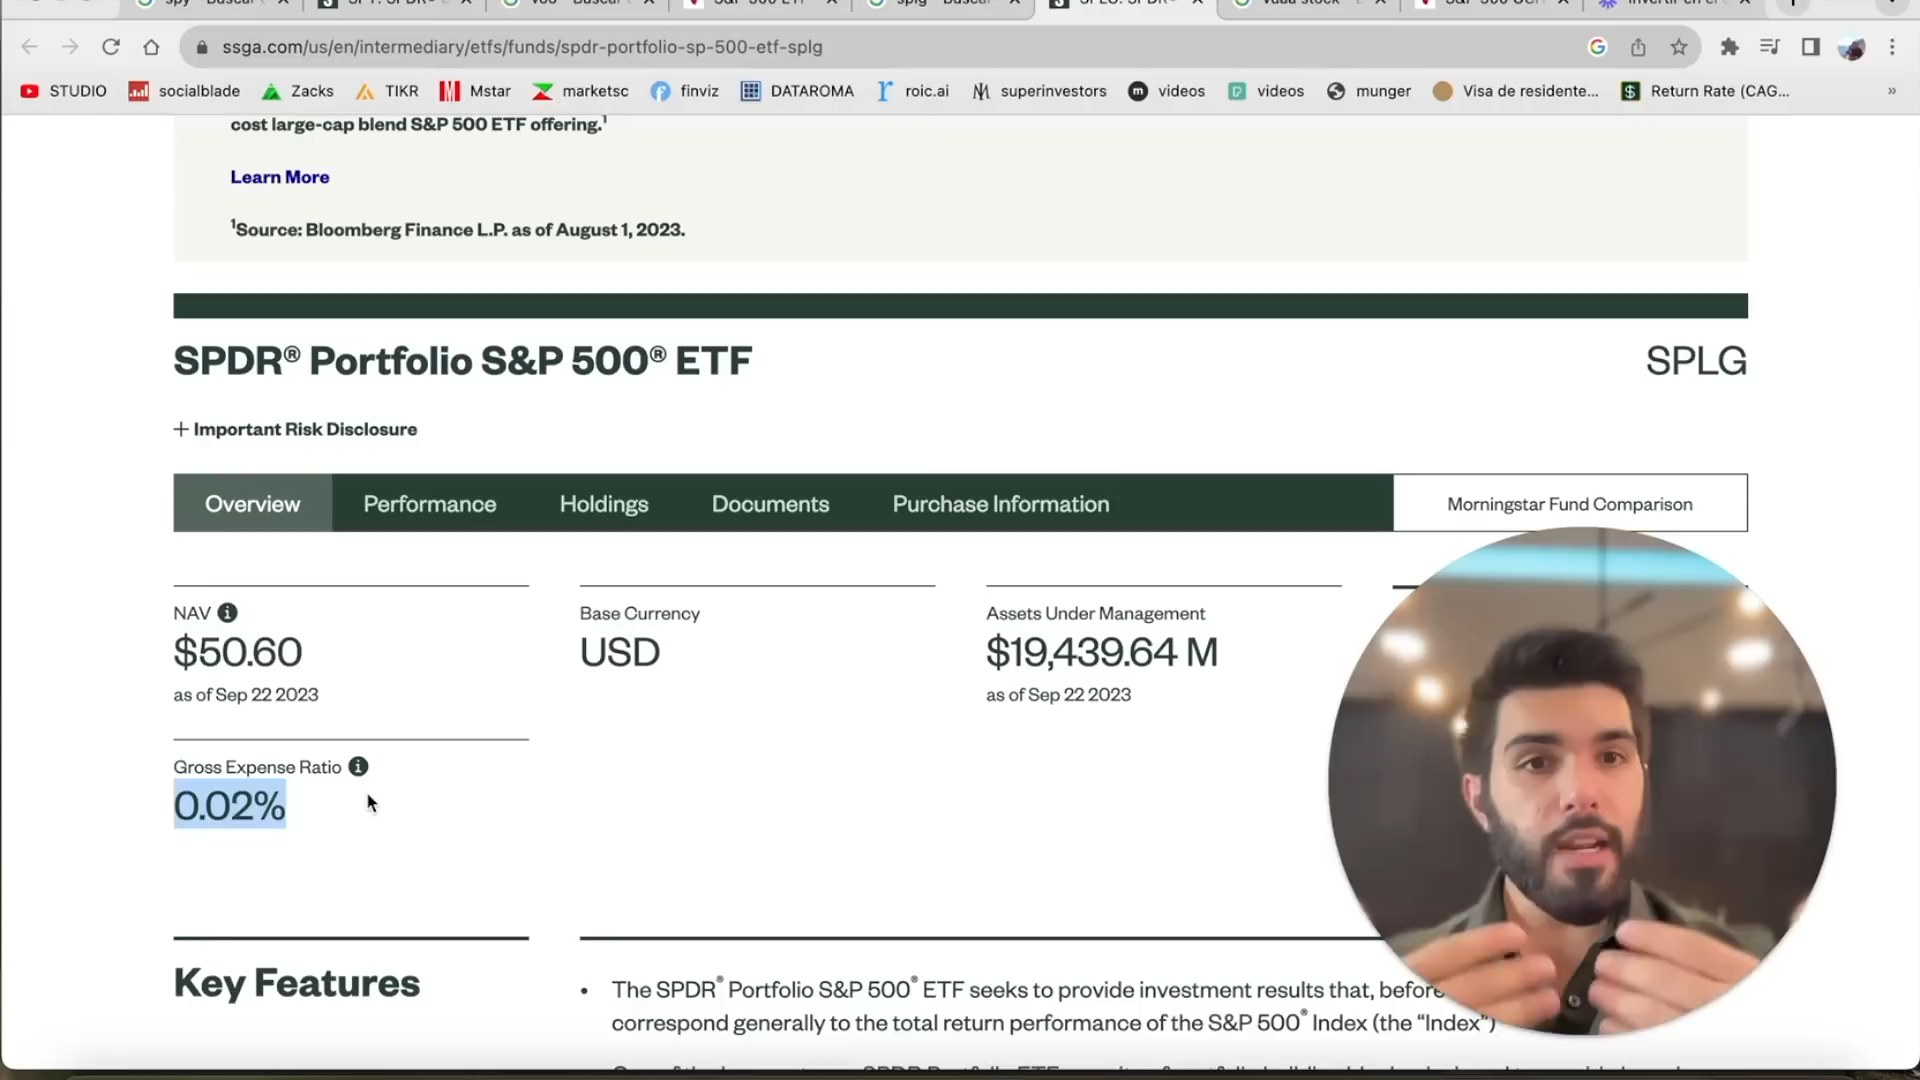 ssga.com/us/en/intermediary/etfs/funds/spdr-portfolio-sp-500-etf-splg
STUDIO socialblade Zacks TIKR Mstar marketsc finviz DATAROMA roic.ai superinvestors videos videos munger Visa de residente... Return Rate (CAG... »
cost large-cap blend S&P 500 ETF offering.¹
Learn More
¹Source: Bloomberg Finance L.P. as of August 1, 2023.
SPDR® Portfolio S&P 500® ETF SPLG
+ Important Risk Disclosure
Overview Performance Holdings Documents Purchase Information Morningstar Fund Comparison
NAV Base Currency Assets Under Management
$50.60 USD $19,439.64 M
as of Sep 22 2023 as of Sep 22 2023
Gross Expense Ratio
0.02%
Key Features
• The SPDR® Portfolio S&P 500® ETF seeks to provide investment results that, before
correspond generally to the total return performance of the S&P 500® Index (the “Index”)